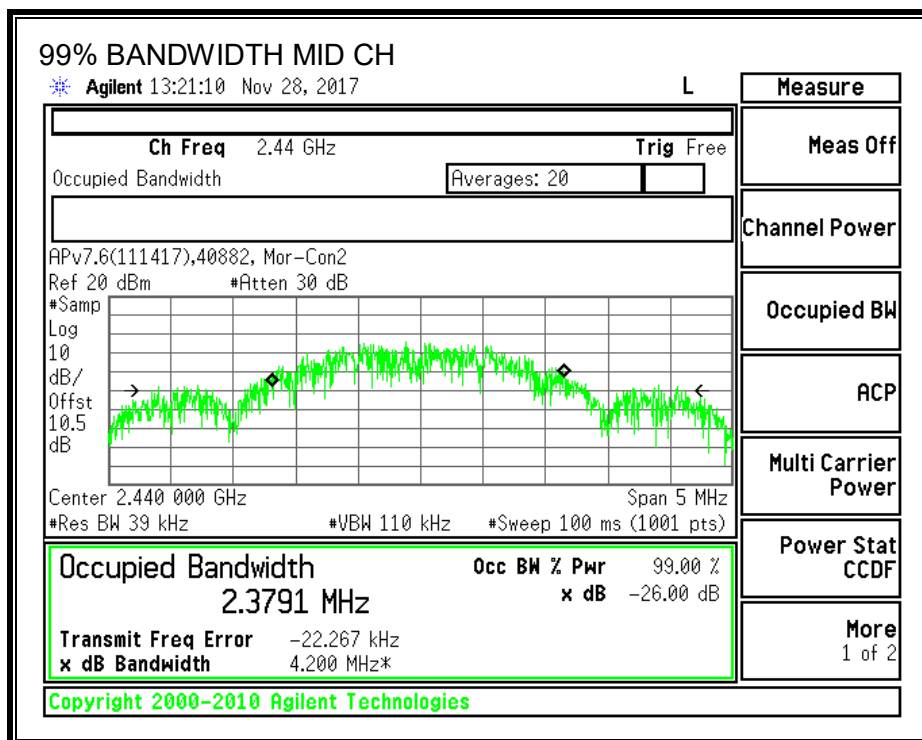 99% BANDWIDTH MID CH
Agilent 13:21:10 Nov 28, 2017 L
Measure
Ch Freq 2.44 GHz Trig Free
Meas Off
Occupied Bandwidth Averages: 20
Channel Power
APv7.6(111417),40882, Mor-Con2
Ref 20 dBm #Atten 30 dB
#Samp
Log
10
dB/
Offst
10.5
dB
Occupied BW
ACP
Multi Carrier
Power
Center 2.440 000 GHz Span 5 MHz
#Res BW 39 kHz #VBW 110 kHz #Sweep 100 ms (1001 pts)
Power Stat
CCDF
Occupied Bandwidth Occ BW % Pwr 99.00 %
2.3791 MHz x dB -26.00 dB
Transmit Freq Error -22.267 kHz
x dB Bandwidth 4.200 MHz*
More
1 of 2
Copyright 2000-2010 Agilent Technologies